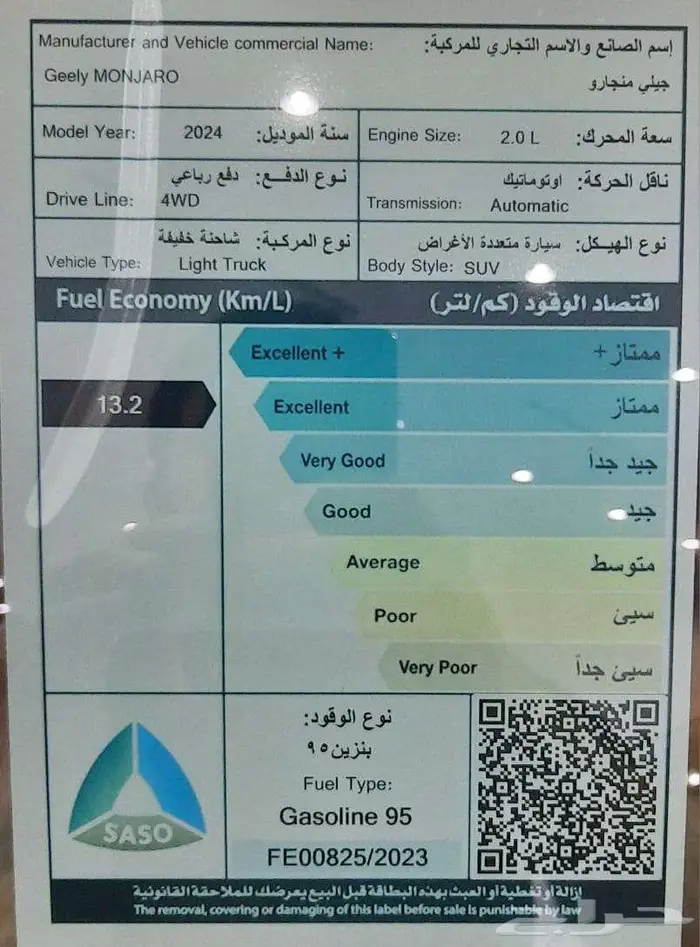 Manufacturer and Vehicle commercial Name: إسم الصانع والاسم التجاري للمركبة:
Geely MONJARO جيلي منجارو
Model Year: 2024 سنة الموديل:
Engine Size: 2.0 L سعة المحرك:
نوع الدفع: دفع رباعي
Drive Line: 4WD
ناقل الحركة: اوتوماتيك
Transmission: Automatic
نوع المركبة: شاحنة خفيفة
Vehicle Type: Light Truck
نوع الهيكل: سيارة متعددة الأغراض
Body Style: SUV
Fuel Economy (Km/L) اقتصاد الوقود (كم/لتر)
Excellent + ممتاز +
13.2
Excellent ممتاز
Very Good جيد جداً
Good جيد
Average متوسط
Poor سيئ
Very Poor سيئ جداً
SASO
نوع الوقود:
بنزين ٩٥
Fuel Type:
Gasoline 95
FE00825/2023
إزالة أو تغطية أو العبث بهذه البطاقة قبل البيع يعرضك للملاحقة القانونية
The removal, covering or damaging of this label before sale is punishable by law
حراج